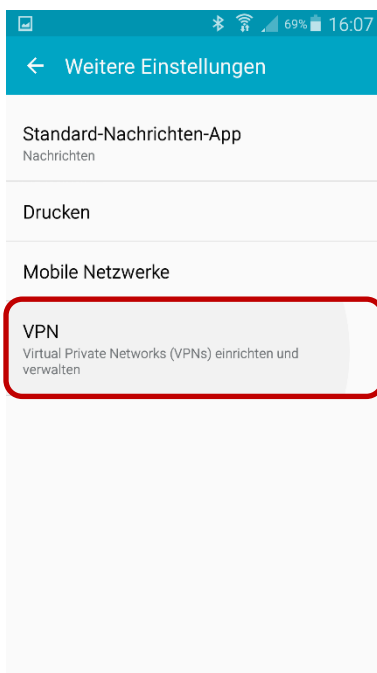 69% 16:07
Weitere Einstellungen
Standard-Nachrichten-App
Nachrichten
Drucken
Mobile Netzwerke
VPN
Virtual Private Networks (VPNs) einrichten und
verwalten